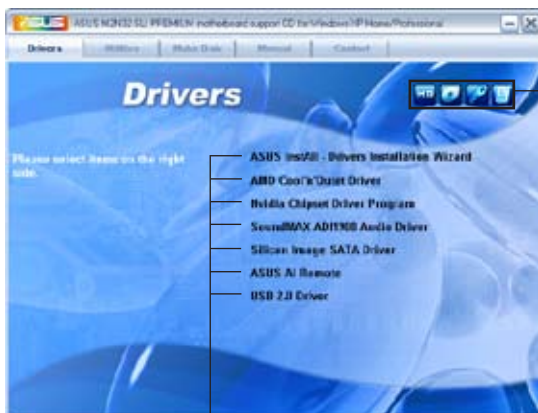 ASUS M2N32 SLI PREMIUM motherboard support CD for Windows XP Home/Professional
Drivers Utilities Make Disk Manual Contact
Drivers
Please select items on the right
side.
ASUS InstAll - Drivers Installation Wizard
AMD Cool'n'Quiet Driver
Nvidia Chipset Driver Program
SoundMAX ADI1988 Audio Driver
Silicon Image SATA Driver
ASUS AI Remote
USB 2.0 Driver